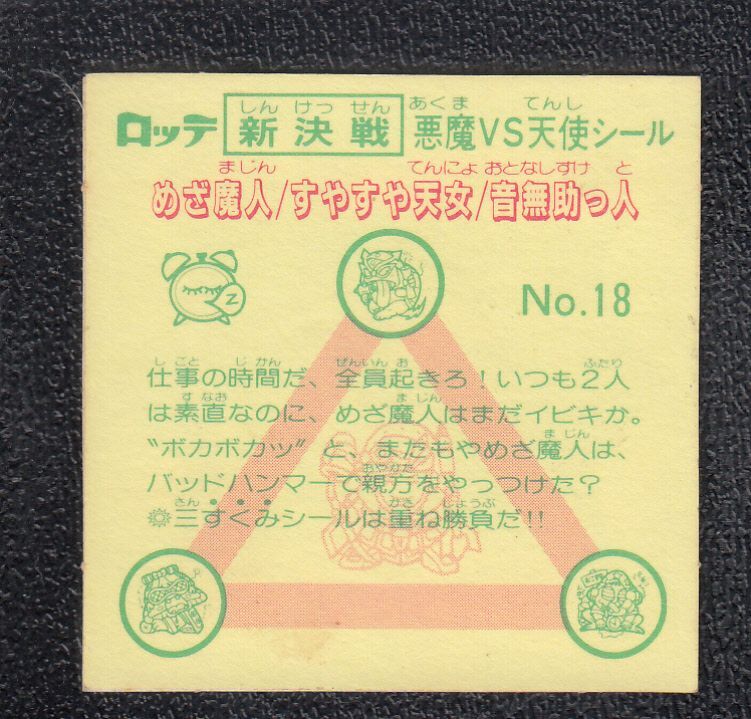 しん けっ せん あくま てんし
ロッテ 新決戦 悪魔VS天使シール
まじん てんにょ おとなしすけ と
めざ魔人/すやすや天女/音無助っ人
Z
No.18
しごと じかん ぜんいん お ふたり
仕事の時間だ、全員起きろ!いつも2人
すなお まじん
は素直なのに、めざ魔人はまだイビキか。
まじん
“ボカボカッ”と、またもやめざ魔人は、
おやかた
バッドハンマーで親方をやっつけた?
さん かさ しょうぶ
三すくみシールは重ね勝負だ!!